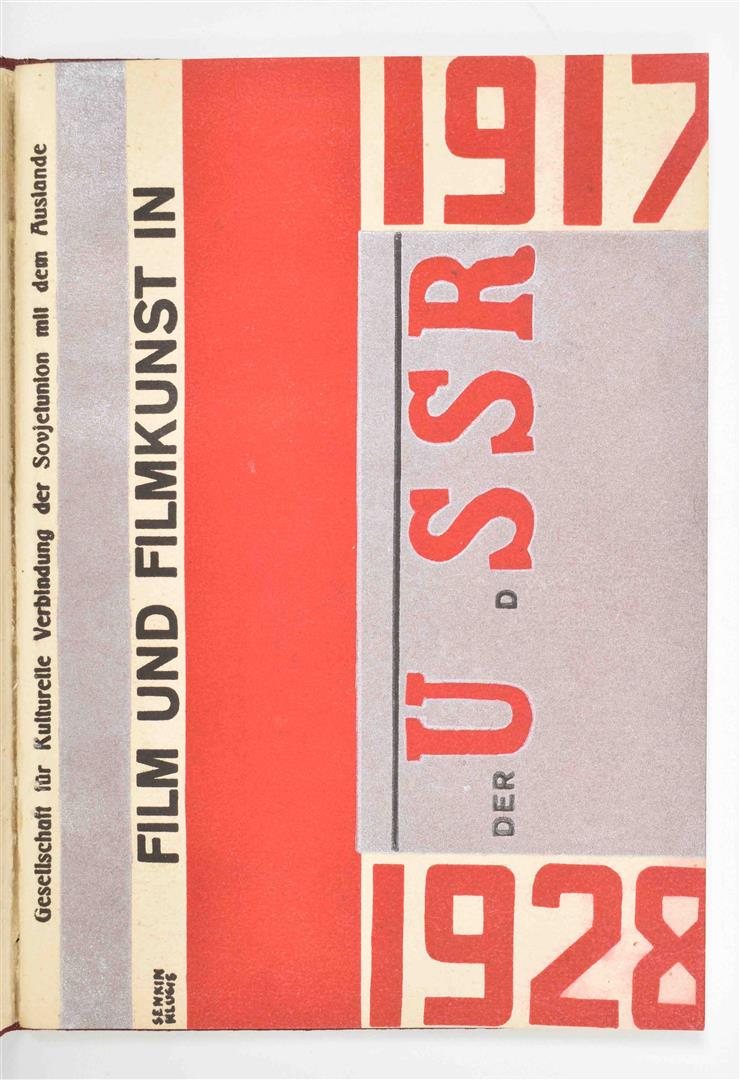 Gesellschaft für Kulturelle Verbindung der Sovjetunion mit dem Auslande
FILM UND FILMKUNST IN
SENKIN
KLUCIS
DER U D SSR
1917
1928